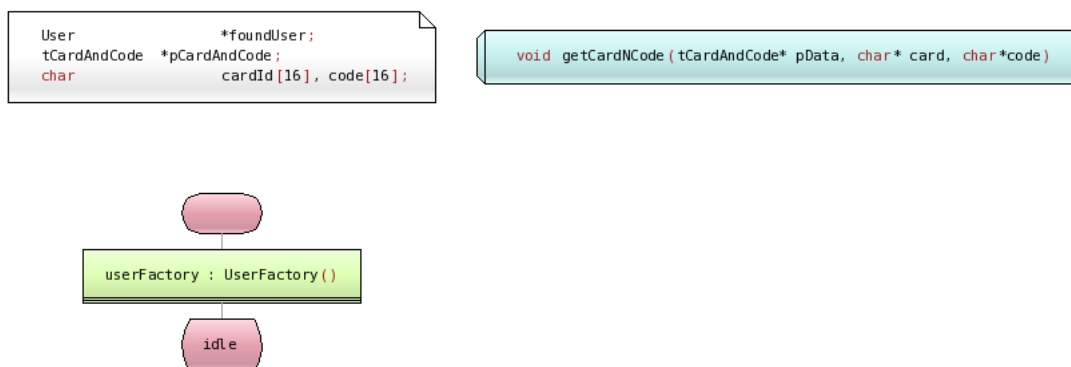 User *foundUser;
tCardAndCode *pCardAndCode;
char cardId[16], code[16];
void getCardNCode(tCardAndCode* pData, char* card, char*code)
userFactory : UserFactory()
idle